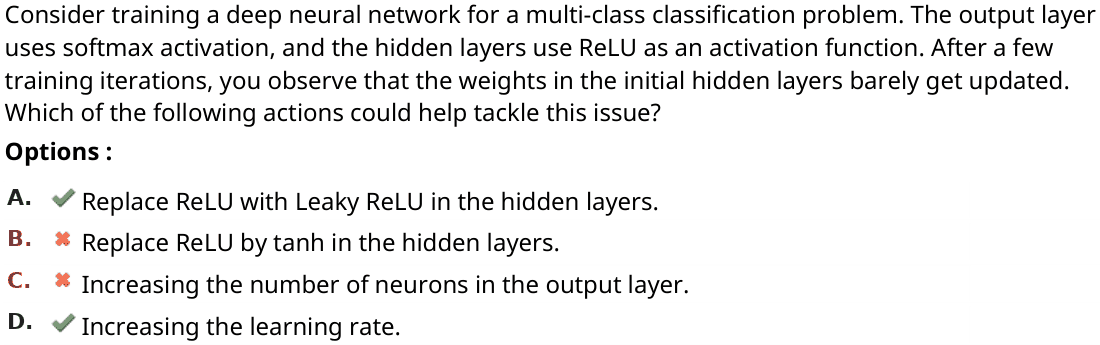 Consider training a deep neural network for a multi-class classification problem. The output layer
uses softmax activation, and the hidden layers use ReLU as an activation function. After a few
training iterations, you observe that the weights in the initial hidden layers barely get updated.
Which of the following actions could help tackle this issue?
Options :
A. ✔ Replace ReLU with Leaky ReLU in the hidden layers.
B. ✖ Replace ReLU by tanh in the hidden layers.
C. ✖ Increasing the number of neurons in the output layer.
D. ✔ Increasing the learning rate.